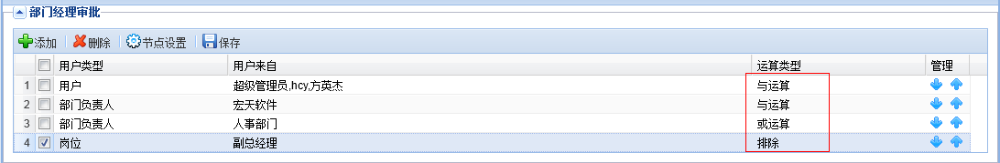 部门经理审批
添加 删除 节点设置 保存
用户类型 用户来自 运算类型 管理
1 用户 超级管理员,hcy,方英杰 与运算
2 部门负责人 宏天软件 与运算
3 部门负责人 人事部门 或运算
4 岗位 副总经理 排除